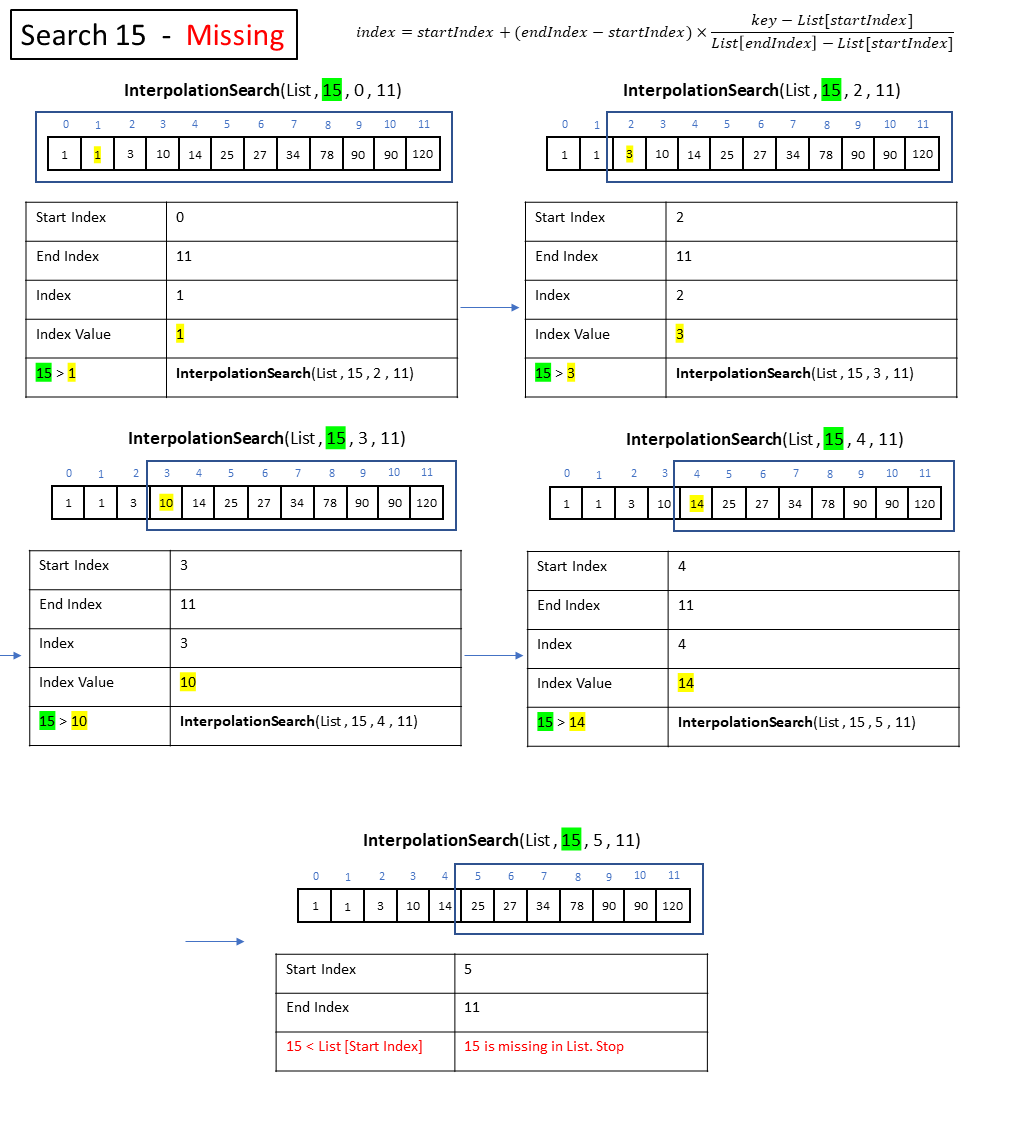 Search 15 - Missing
index = startIndex + (endIndex − startIndex) × key − List[startIndex] / List[endIndex] − List[startIndex]
InterpolationSearch(List , 15 , 0 , 11)
0 1 2 3 4 5 6 7 8 9 10 11
1 1 3 10 14 25 27 34 78 90 90 120
Start Index 0
End Index 11
Index 1
Index Value 1
15 > 1 InterpolationSearch(List , 15 , 2 , 11)
InterpolationSearch(List , 15 , 2 , 11)
0 1 2 3 4 5 6 7 8 9 10 11
1 1 3 10 14 25 27 34 78 90 90 120
Start Index 2
End Index 11
Index 2
Index Value 3
15 > 3 InterpolationSearch(List , 15 , 3 , 11)
InterpolationSearch(List , 15 , 3 , 11)
0 1 2 3 4 5 6 7 8 9 10 11
1 1 3 10 14 25 27 34 78 90 90 120
Start Index 3
End Index 11
Index 3
Index Value 10
15 > 10 InterpolationSearch(List , 15 , 4 , 11)
InterpolationSearch(List , 15 , 4 , 11)
0 1 2 3 4 5 6 7 8 9 10 11
1 1 3 10 14 25 27 34 78 90 90 120
Start Index 4
End Index 11
Index 4
Index Value 14
15 > 14 InterpolationSearch(List , 15 , 5 , 11)
InterpolationSearch(List , 15 , 5 , 11)
0 1 2 3 4 5 6 7 8 9 10 11
1 1 3 10 14 25 27 34 78 90 90 120
Start Index 5
End Index 11
15 < List [Start Index] 15 is missing in List. Stop